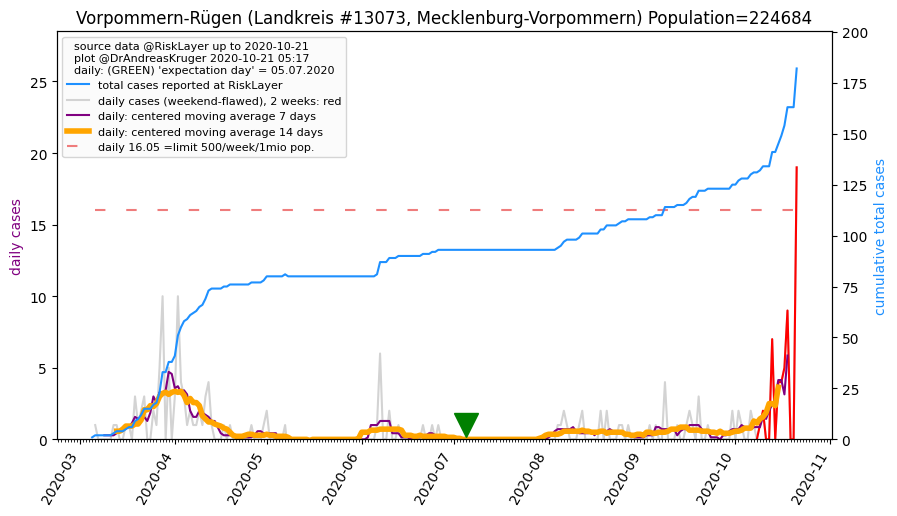 Vorpommern-Rügen (Landkreis #13073, Mecklenburg-Vorpommern) Population=224684
source data @RiskLayer up to 2020-10-21
plot @DrAndreasKruger 2020-10-21 05:17
daily: (GREEN) 'expectation day' = 05.07.2020
total cases reported at RiskLayer
daily cases (weekend-flawed), 2 weeks: red
daily: centered moving average 7 days
daily: centered moving average 14 days
daily 16.05 =limit 500/week/1mio pop.
daily cases
25
20
15
10
5
0
cumulative total cases
200
175
150
125
100
75
50
25
0
2020-03
2020-04
2020-05
2020-06
2020-07
2020-08
2020-09
2020-10
2020-11